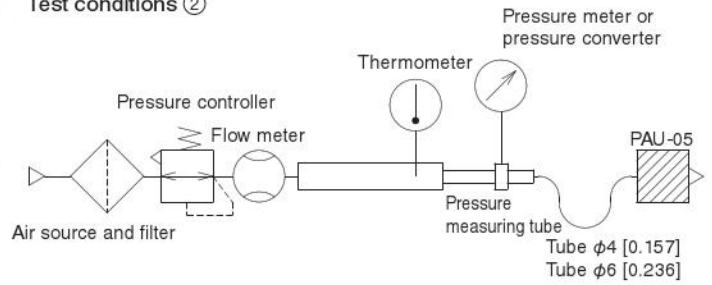 Test conditions ②
Pressure meter or
pressure converter
Thermometer
Pressure controller
Flow meter
PAU-05
Pressure
measuring tube
Air source and filter
Tube ϕ4 [0.157]
Tube ϕ6 [0.236]